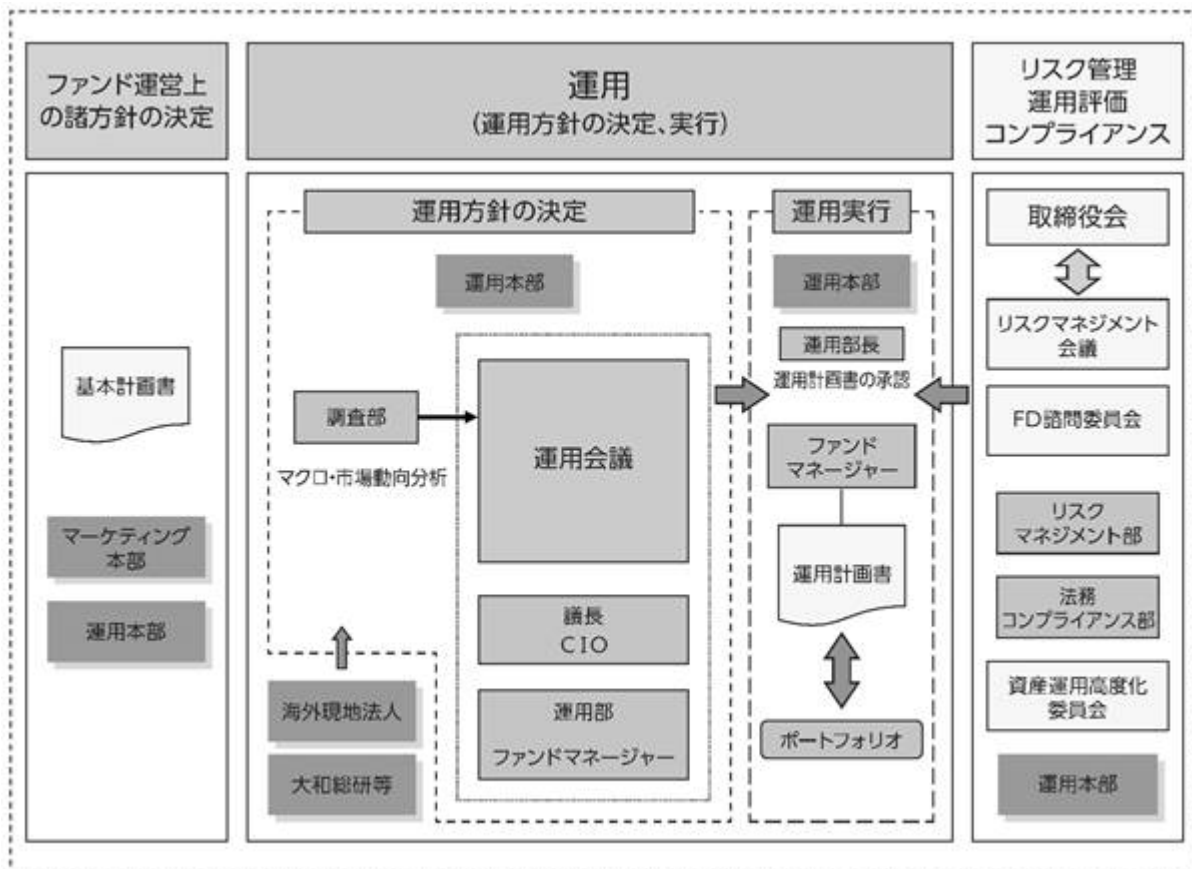 ファンド運営上
の諸方針の決定
運用
(運用方針の決定、実行)
リスク管理
運用評価
コンプライアンス
基本計画書
マーケティング
本部
運用本部
運用方針の決定
運用本部
調査部
マクロ・市場動向分析
運用会議
議長
CIO
運用部
ファンドマネージャー
海外現地法人
大和総研等
運用実行
運用本部
運用部長
運用計画書の承認
ファンド
マネージャー
運用計画書
ポートフォリオ
取締役会
リスクマネジメント
会議
FD諮問委員会
リスク
マネジメント部
法務
コンプライアンス部
資産運用高度化
委員会
運用本部